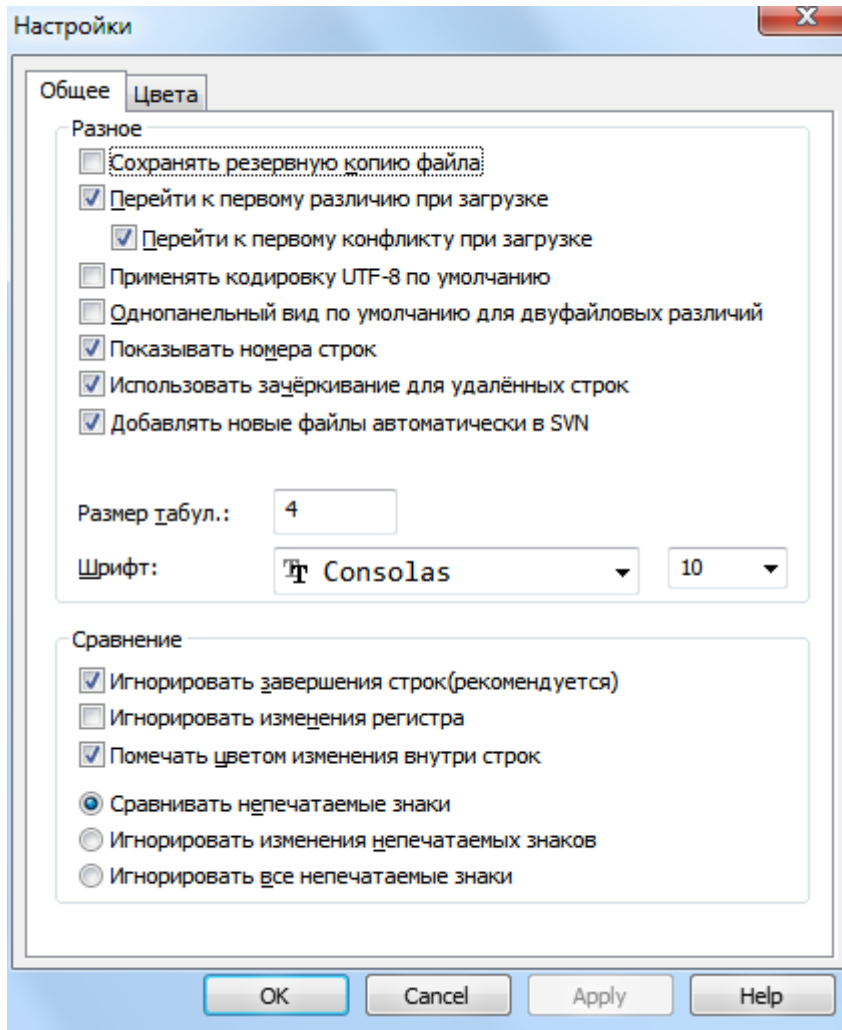 Настройки
Общее
Цвета
Разное
Сохранять резервную копию файла
Перейти к первому различию при загрузке
Перейти к первому конфликту при загрузке
Применять кодировку UTF-8 по умолчанию
Однопанельный вид по умолчанию для двуфайловых различий
Показывать номера строк
Использовать зачёркивание для удалённых строк
Добавлять новые файлы автоматически в SVN
Размер табул.: 4
Шрифт: Consolas 10
Сравнение
Игнорировать завершения строк(рекомендуется)
Игнорировать изменения регистра
Помечать цветом изменения внутри строк
Сравнивать непечатаемые знаки
Игнорировать изменения непечатаемых знаков
Игнорировать все непечатаемые знаки
OK Cancel Apply Help